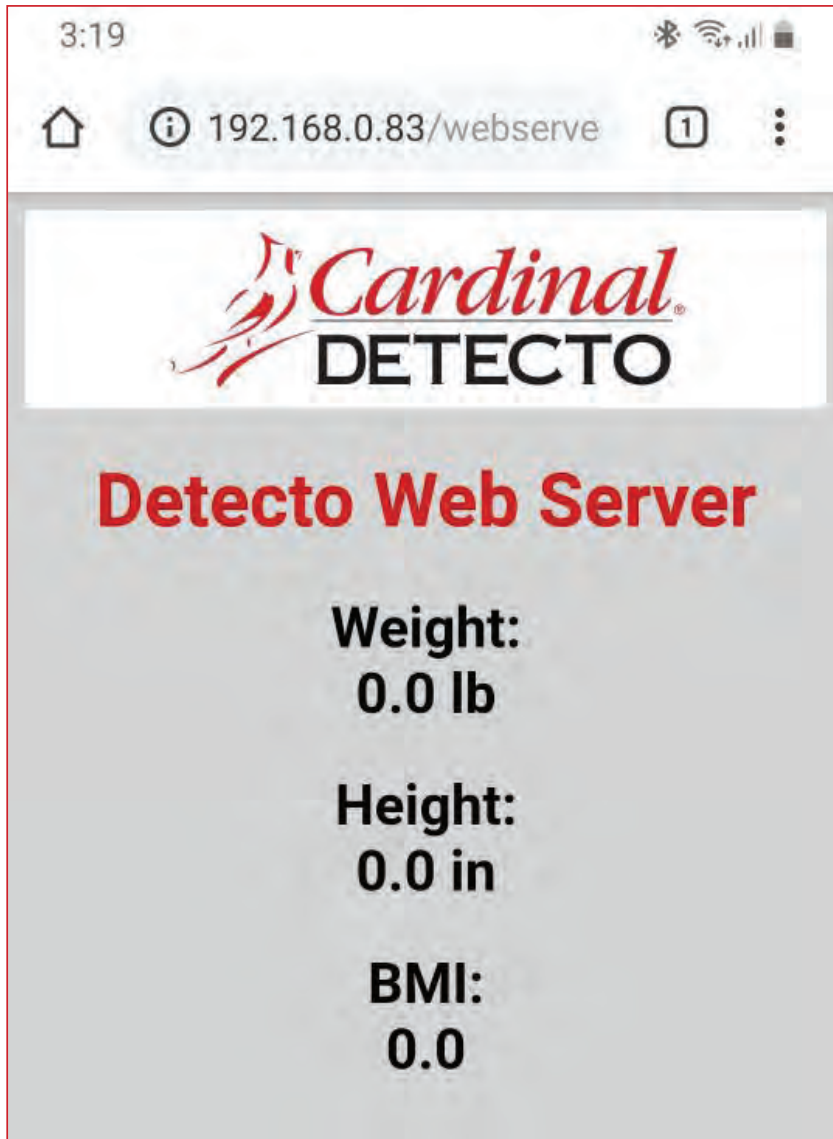 3:19
192.168.0.83/webserve 1
Cardinal®
DETECTO
Detecto Web Server
Weight:
0.0 lb
Height:
0.0 in
BMI:
0.0